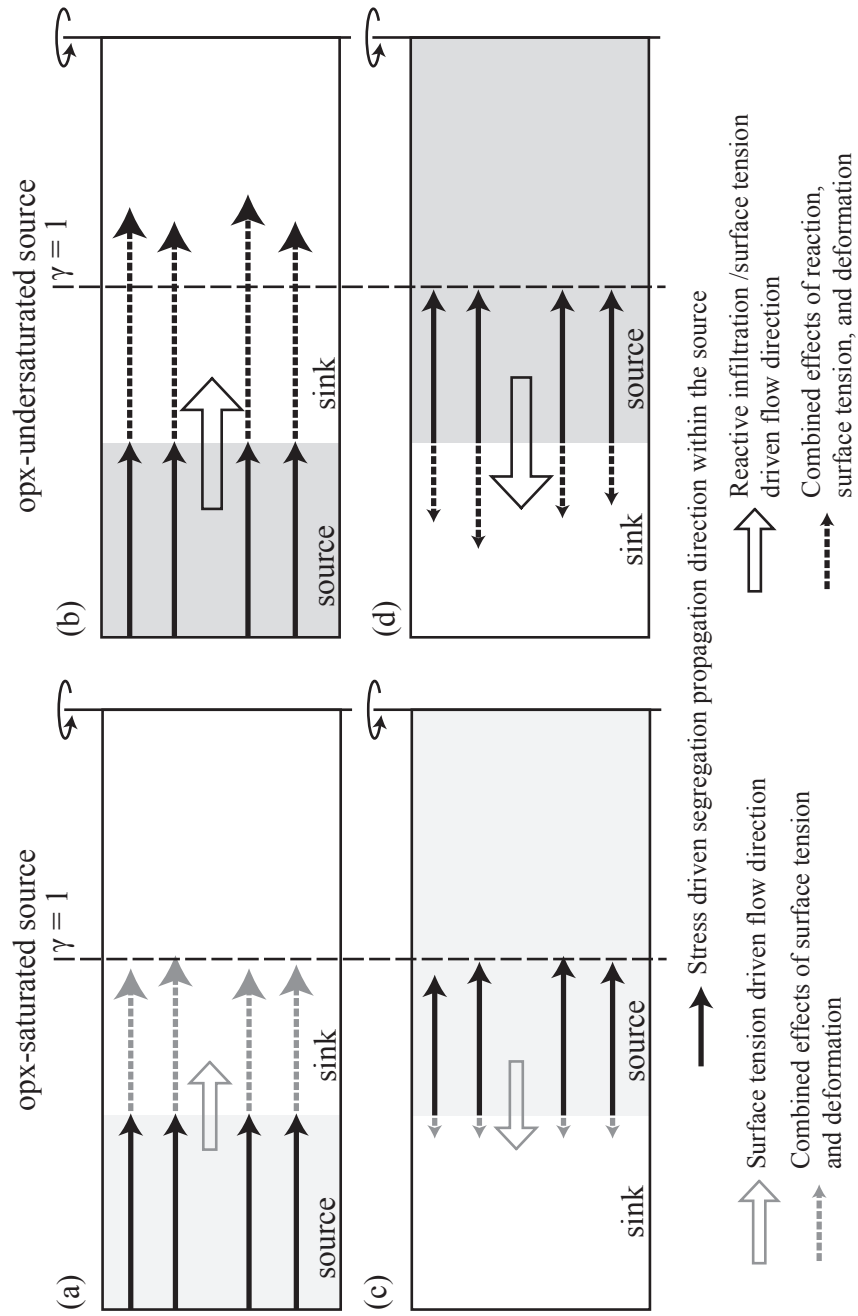 opx-saturated source
γ = 1
opx-undersaturated source
γ = 1
(a)
source
sink
(b)
source
sink
(c)
sink
source
(d)
sink
source
Stress driven segregation propagation direction within the source
Surface tension driven flow direction
Combined effects of surface tension
and deformation
Reactive infiltration /surface tension
driven flow direction
Combined effects of reaction,
surface tension, and deformation